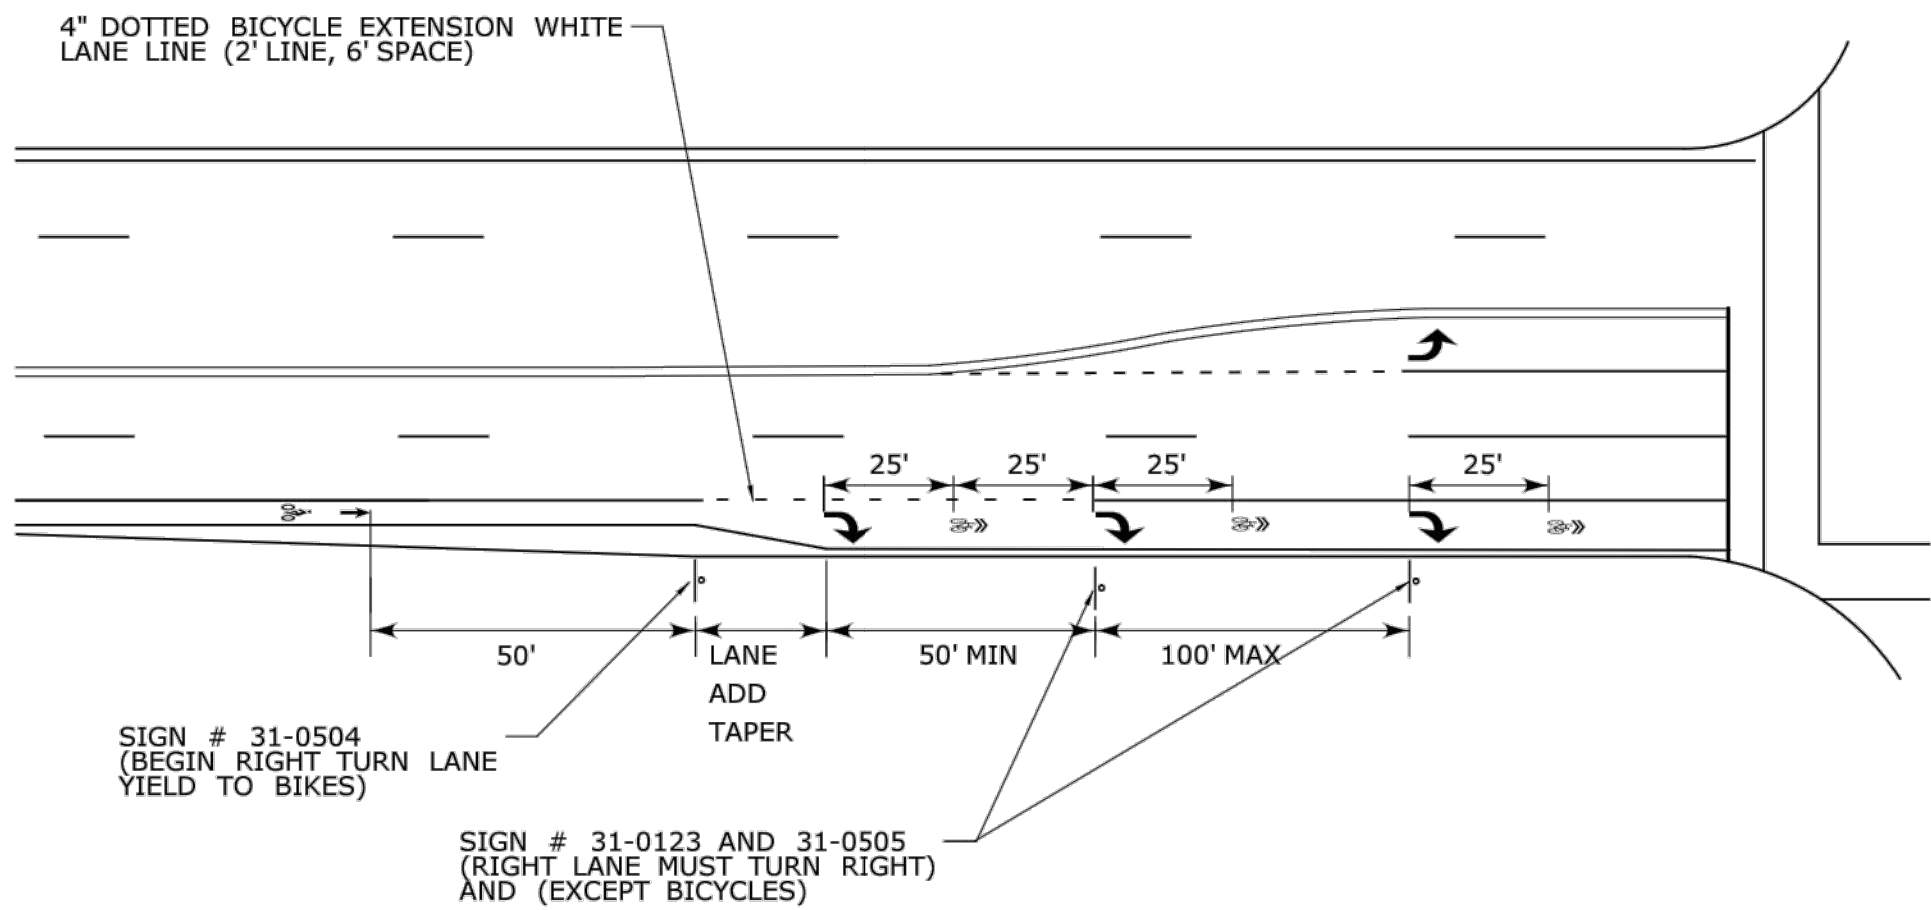 4" DOTTED BICYCLE EXTENSION WHITE
LANE LINE (2' LINE, 6' SPACE)
25'
25'
25'
25'
50'
LANE
ADD
TAPER
50' MIN
100' MAX
SIGN # 31-0504
(BEGIN RIGHT TURN LANE
YIELD TO BIKES)
SIGN # 31-0123 AND 31-0505
(RIGHT LANE MUST TURN RIGHT)
AND (EXCEPT BICYCLES)